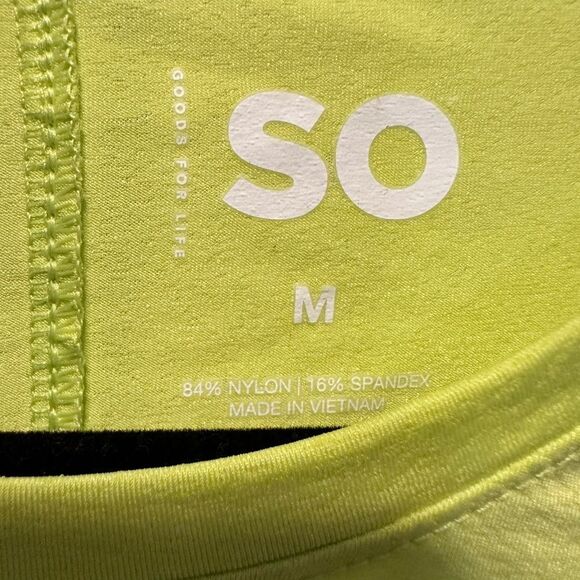 GOODS FOR LIFE
SO
M
84% NYLON | 16% SPANDEX
MADE IN VIETNAM